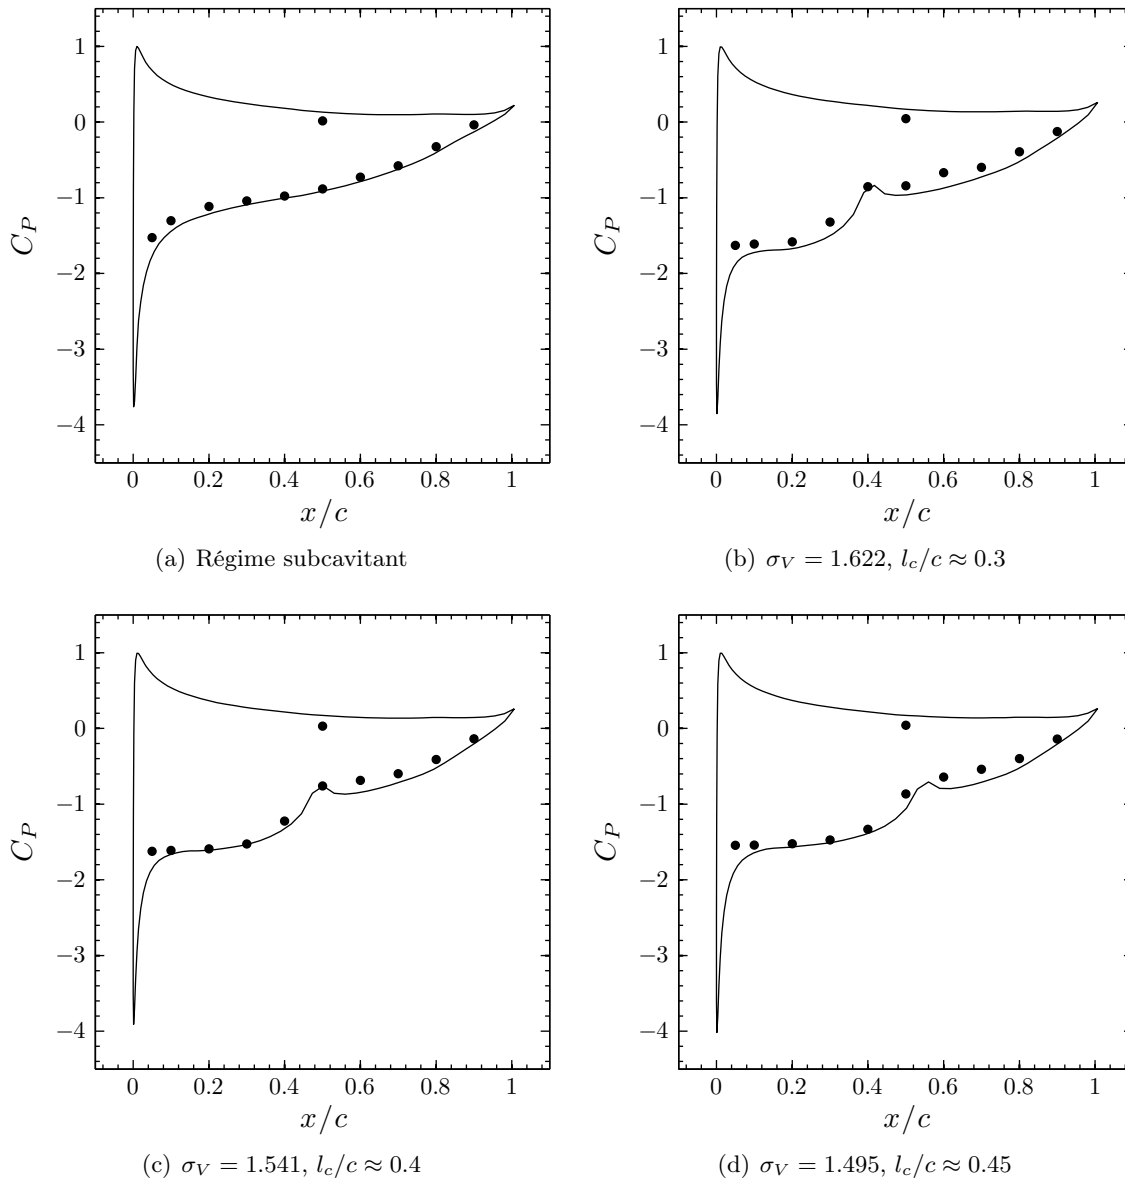 1
0
−1
−2
−3
−4
C_P
0 0.2 0.4 0.6 0.8 1
x/c
(a) Régime subcavitant
1
0
−1
−2
−3
−4
C_P
0 0.2 0.4 0.6 0.8 1
x/c
(b) σ_V = 1.622, l_c/c ≈ 0.3
1
0
−1
−2
−3
−4
C_P
0 0.2 0.4 0.6 0.8 1
x/c
(c) σ_V = 1.541, l_c/c ≈ 0.4
1
0
−1
−2
−3
−4
C_P
0 0.2 0.4 0.6 0.8 1
x/c
(d) σ_V = 1.495, l_c/c ≈ 0.45